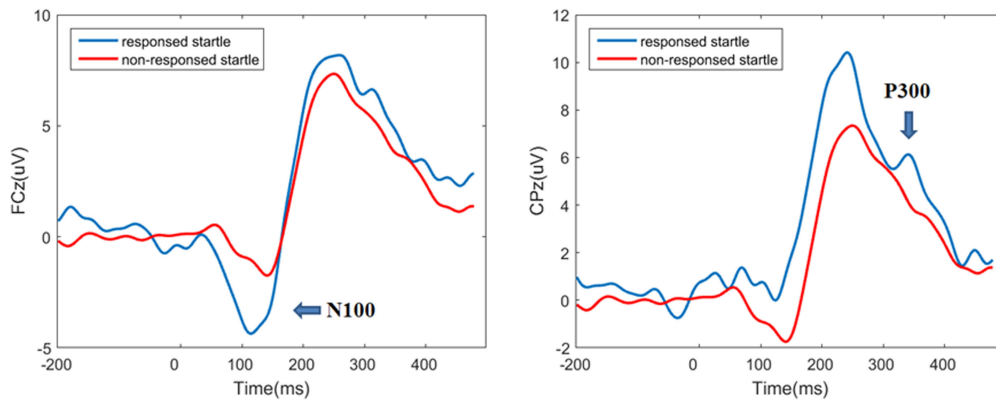 10
responsed startle
non-responsed startle
5
0
N100
-5
-200
-100
0
100
200
300
400
FCz(uV)
Time(ms)
12
responsed startle
non-responsed startle
10
P300
8
6
4
2
0
-2
-200
-100
0
100
200
300
400
CPz(uV)
Time(ms)